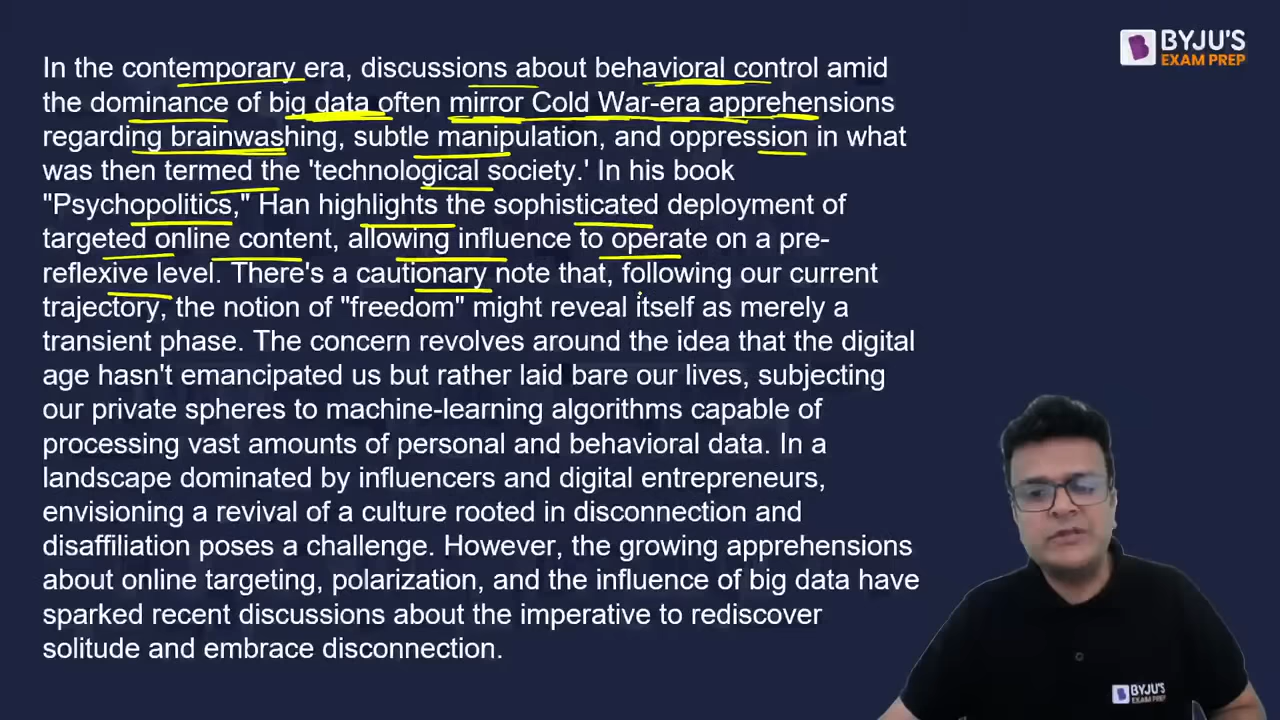 BYJU'S
EXAM PREP
In the contemporary era, discussions about behavioral control amid
the dominance of big data often mirror Cold War-era apprehensions
regarding brainwashing, subtle manipulation, and oppression in what
was then termed the 'technological society.' In his book
"Psychopolitics," Han highlights the sophisticated deployment of
targeted online content, allowing influence to operate on a pre-
reflexive level. There's a cautionary note that, following our current
trajectory, the notion of "freedom" might reveal itself as merely a
transient phase. The concern revolves around the idea that the digital
age hasn't emancipated us but rather laid bare our lives, subjecting
our private spheres to machine-learning algorithms capable of
processing vast amounts of personal and behavioral data. In a
landscape dominated by influencers and digital entrepreneurs,
envisioning a revival of a culture rooted in disconnection and
disaffiliation poses a challenge. However, the growing apprehensions
about online targeting, polarization, and the influence of big data have
sparked recent discussions about the imperative to rediscover
solitude and embrace disconnection.
BYJU'S
EXAM PREP